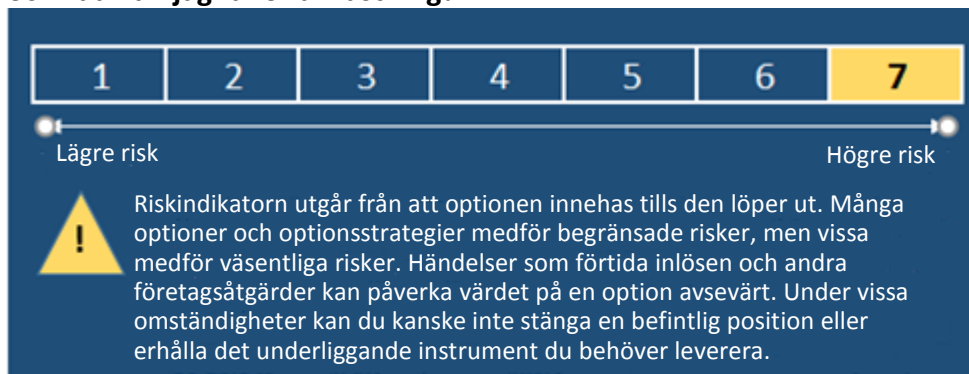 1 2 3 4 5 6 7
Lägre risk Högre risk
Riskindikatorn utgår från att optionen innehas tills den löper ut. Många
! optioner och optionsstrategier medför begränsade risker, men vissa
medför väsentliga risker. Händelser som förtida inlösen och andra
företagsåtgärder kan påverka värdet på en option avsevärt. Under vissa
omständigheter kan du kanske inte stänga en befintlig position eller
erhålla det underliggande instrument du behöver leverera.